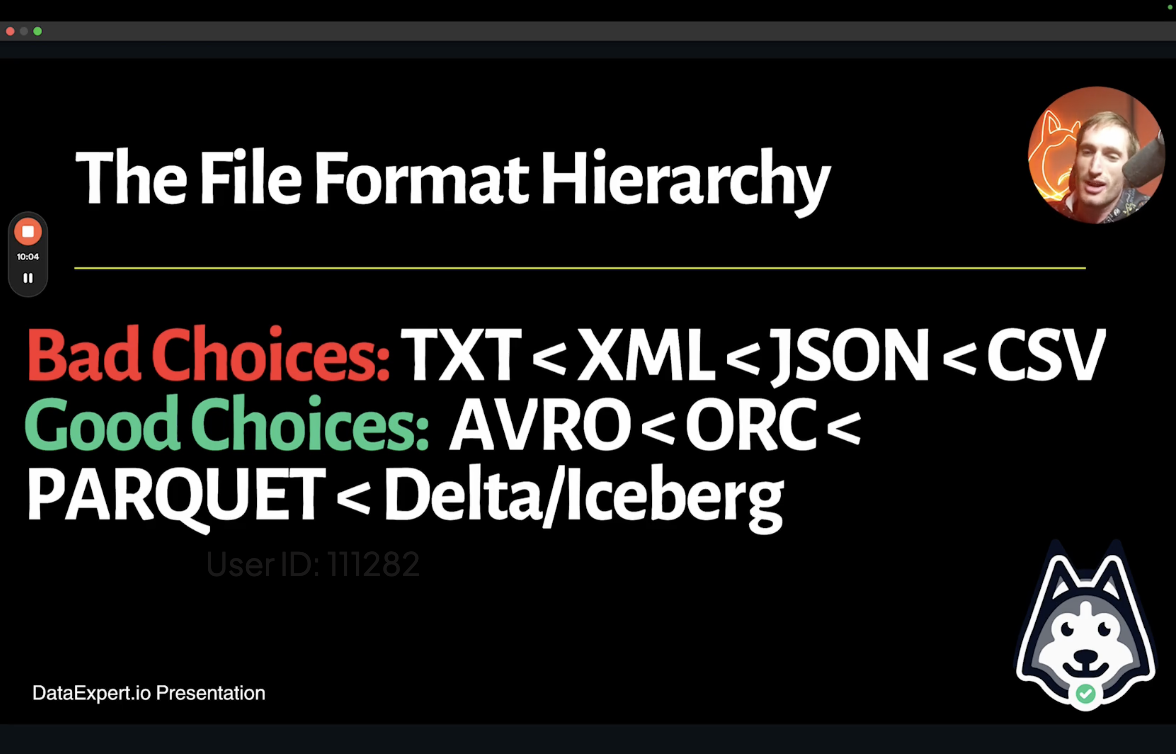 The File Format Hierarchy
10:04
Bad Choices: TXT < XML < JSON < CSV
Good Choices: AVRO < ORC <
PARQUET < Delta/Iceberg
User ID: 111282
DataExpert.io Presentation